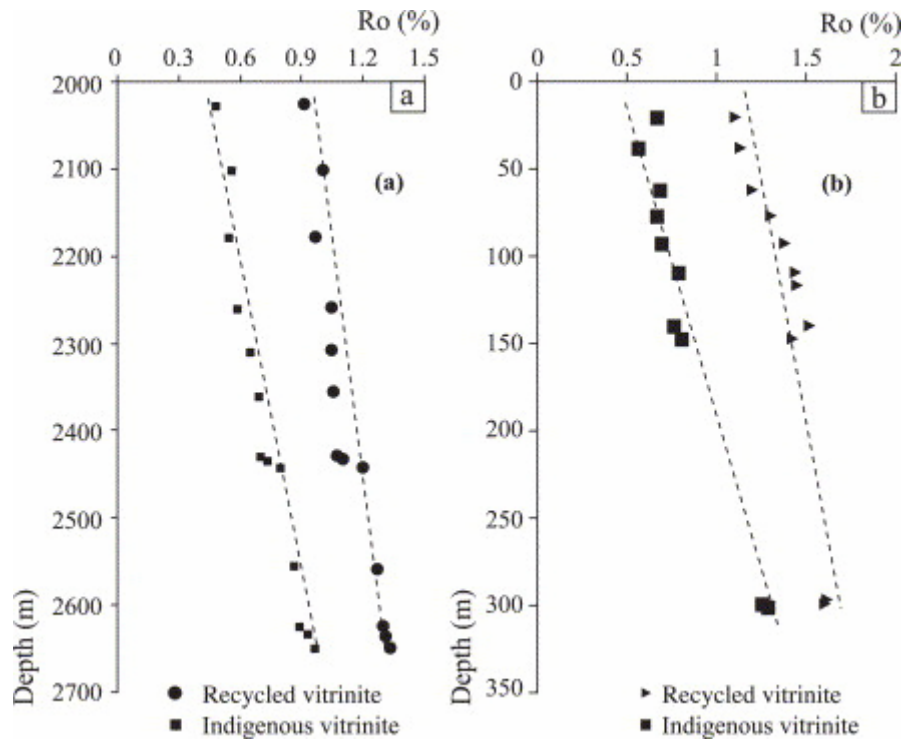 Ro (%)
0 0.3 0.6 0.9 1.2 1.5
2000
2100
2200
2300
2400
2500
2600
2700
Depth (m)
a
(a)
● Recycled vitrinite
■ Indigenous vitrinite
Ro (%)
0 0.5 1 1.5 2
0
50
100
150
200
250
300
350
Depth (m)
b
(b)
▶ Recycled vitrinite
■ Indigenous vitrinite